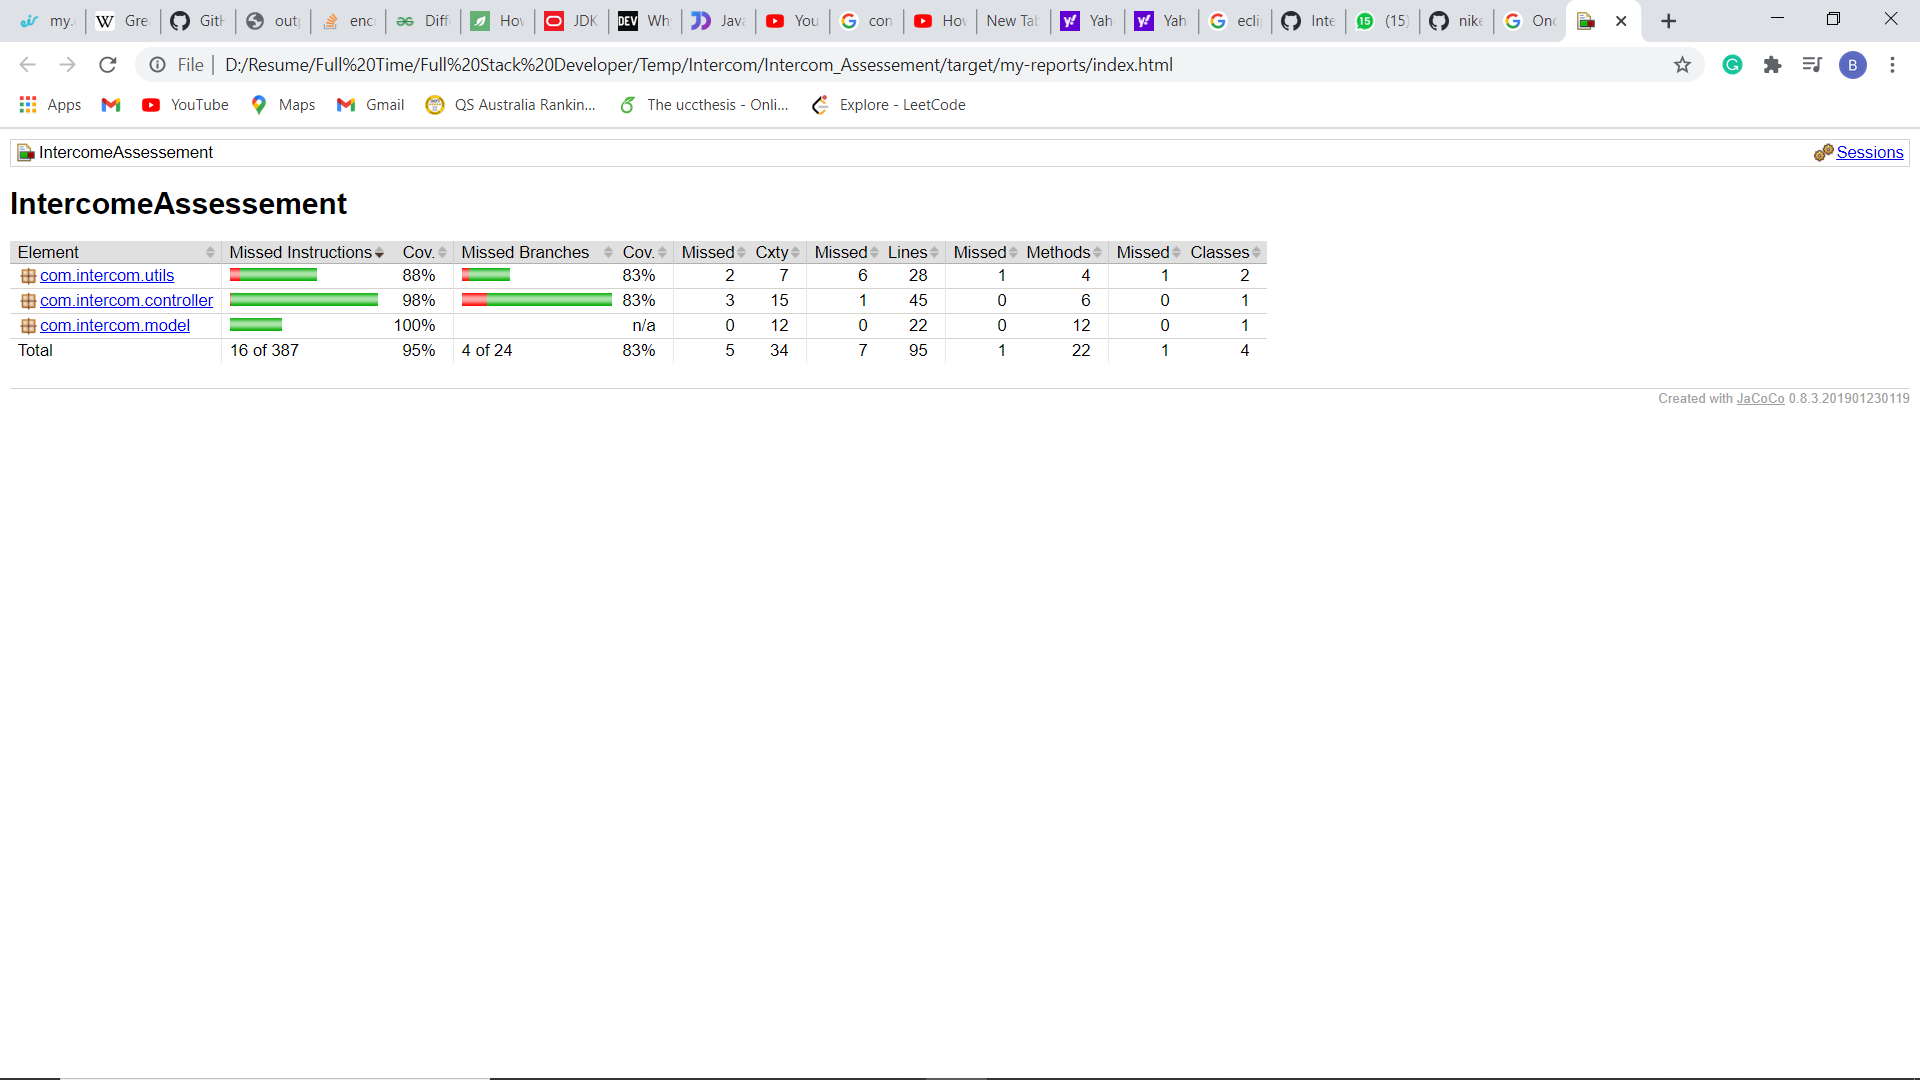 my. Gre GitH outp enc Diff Hov JDK DEV Wh Java You con Hov New Tab Yah Yah eclip Inte 15 (15) nike Onc
File D:/Resume/Full%20Time/Full%20Stack%20Developer/Temp/Intercom/Intercom_Assessement/target/my-reports/index.html B
Apps YouTube Maps Gmail QS Australia Rankin... The uccthesis - Onli... Explore - LeetCode
IntercomeAssessement Sessions
IntercomeAssessement
Element Missed Instructions Cov. Missed Branches Cov. Missed Cxty Missed Lines Missed Methods Missed Classes
com.intercom.utils 88% 83% 2 7 6 28 1 4 1 2
com.intercom.controller 98% 83% 3 15 1 45 0 6 0 1
com.intercom.model 100% n/a 0 12 0 22 0 12 0 1
Total 16 of 387 95% 4 of 24 83% 5 34 7 95 1 22 1 4
Created with JaCoCo 0.8.3.201901230119